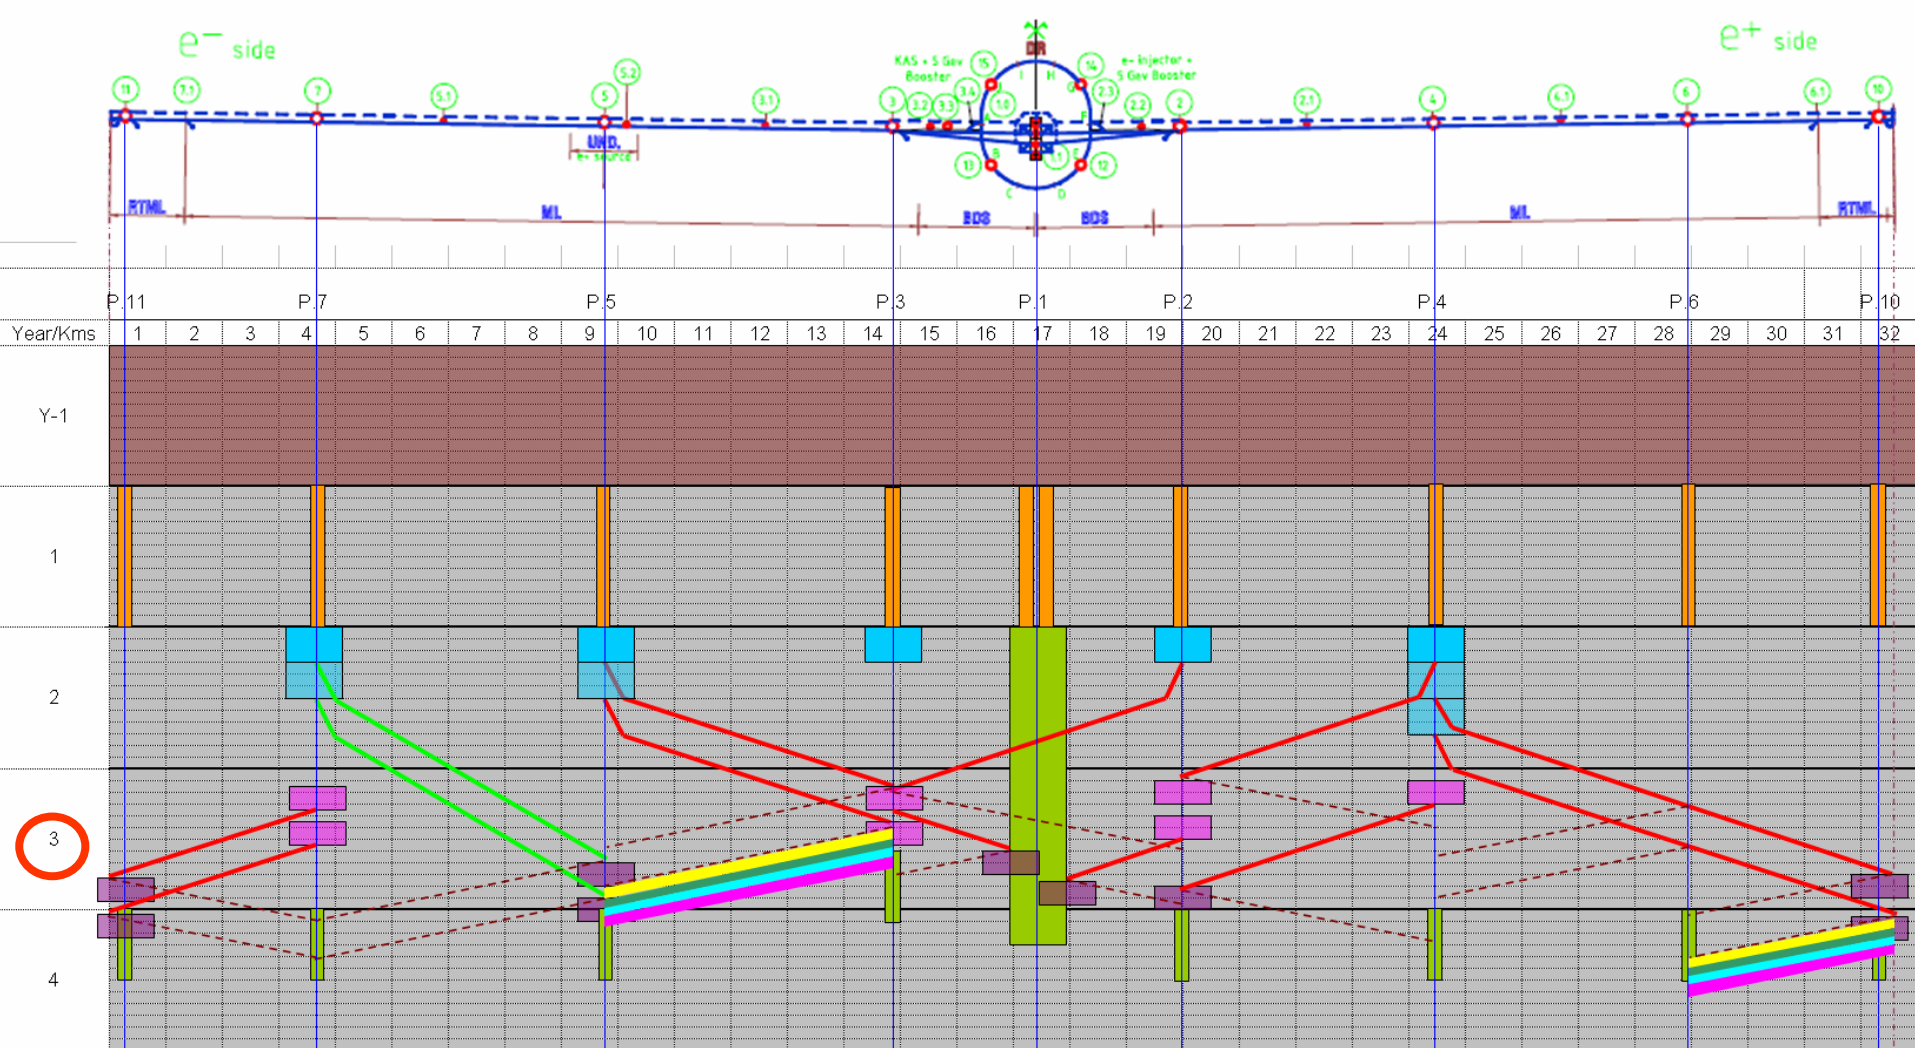 e⁻ side
e⁺ side
DR
KAS + 5 Gev
Booster
e- injector +
5 Gev Booster
15
14
11
7.1
7
5.1
5
5.2
3.1
3
3.2
3.3
3.4
1.0
2.3
2.2
2
2.1
4
4.1
6
6.1
10
I H
J G
A F
B E
C D
13
1.1
12
UND.
e+ source
RTML
ML
BDS
BDS
ML
RTML
P.11 P.7 P.5 P.3 P.1 P.2 P.4 P.6 P.10
Year/Kms 1 2 3 4 5 6 7 8 9 10 11 12 13 14 15 16 17 18 19 20 21 22 23 24 25 26 27 28 29 30 31 32
Y-1
1
2
3
4